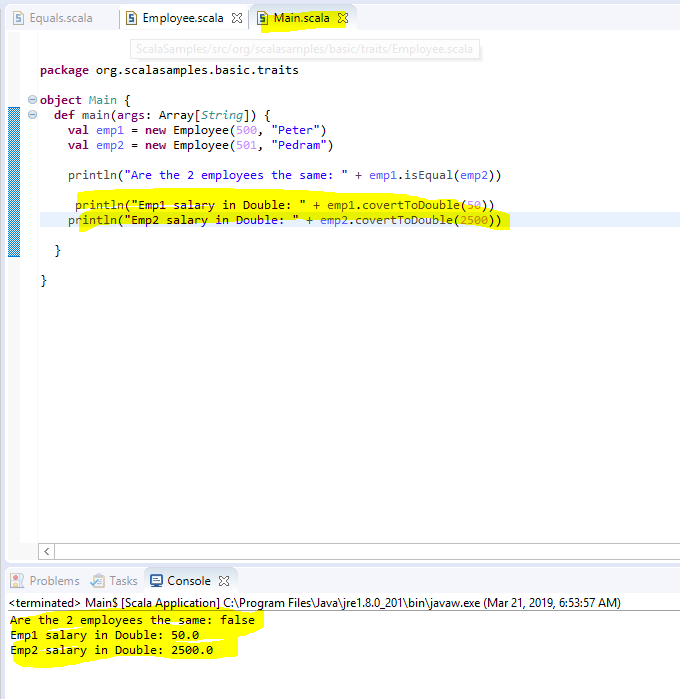 Equals.scala Employee.scala Main.scala
ScalaSamples/src/org/scalasamples/basic/traits/Employee.scala
package org.scalasamples.basic.traits
object Main {
def main(args: Array[String]) {
val emp1 = new Employee(500, "Peter")
val emp2 = new Employee(501, "Pedram")
println("Are the 2 employees the same: " + emp1.isEqual(emp2))
println("Emp1 salary in Double: " + emp1.covertToDouble(50))
println("Emp2 salary in Double: " + emp2.covertToDouble(2500))
}
}
Problems Tasks Console
<terminated> Main$ [Scala Application] C:\Program Files\Java\jre1.8.0_201\bin\javaw.exe (Mar 21, 2019, 6:53:57 AM)
Are the 2 employees the same: false
Emp1 salary in Double: 50.0
Emp2 salary in Double: 2500.0